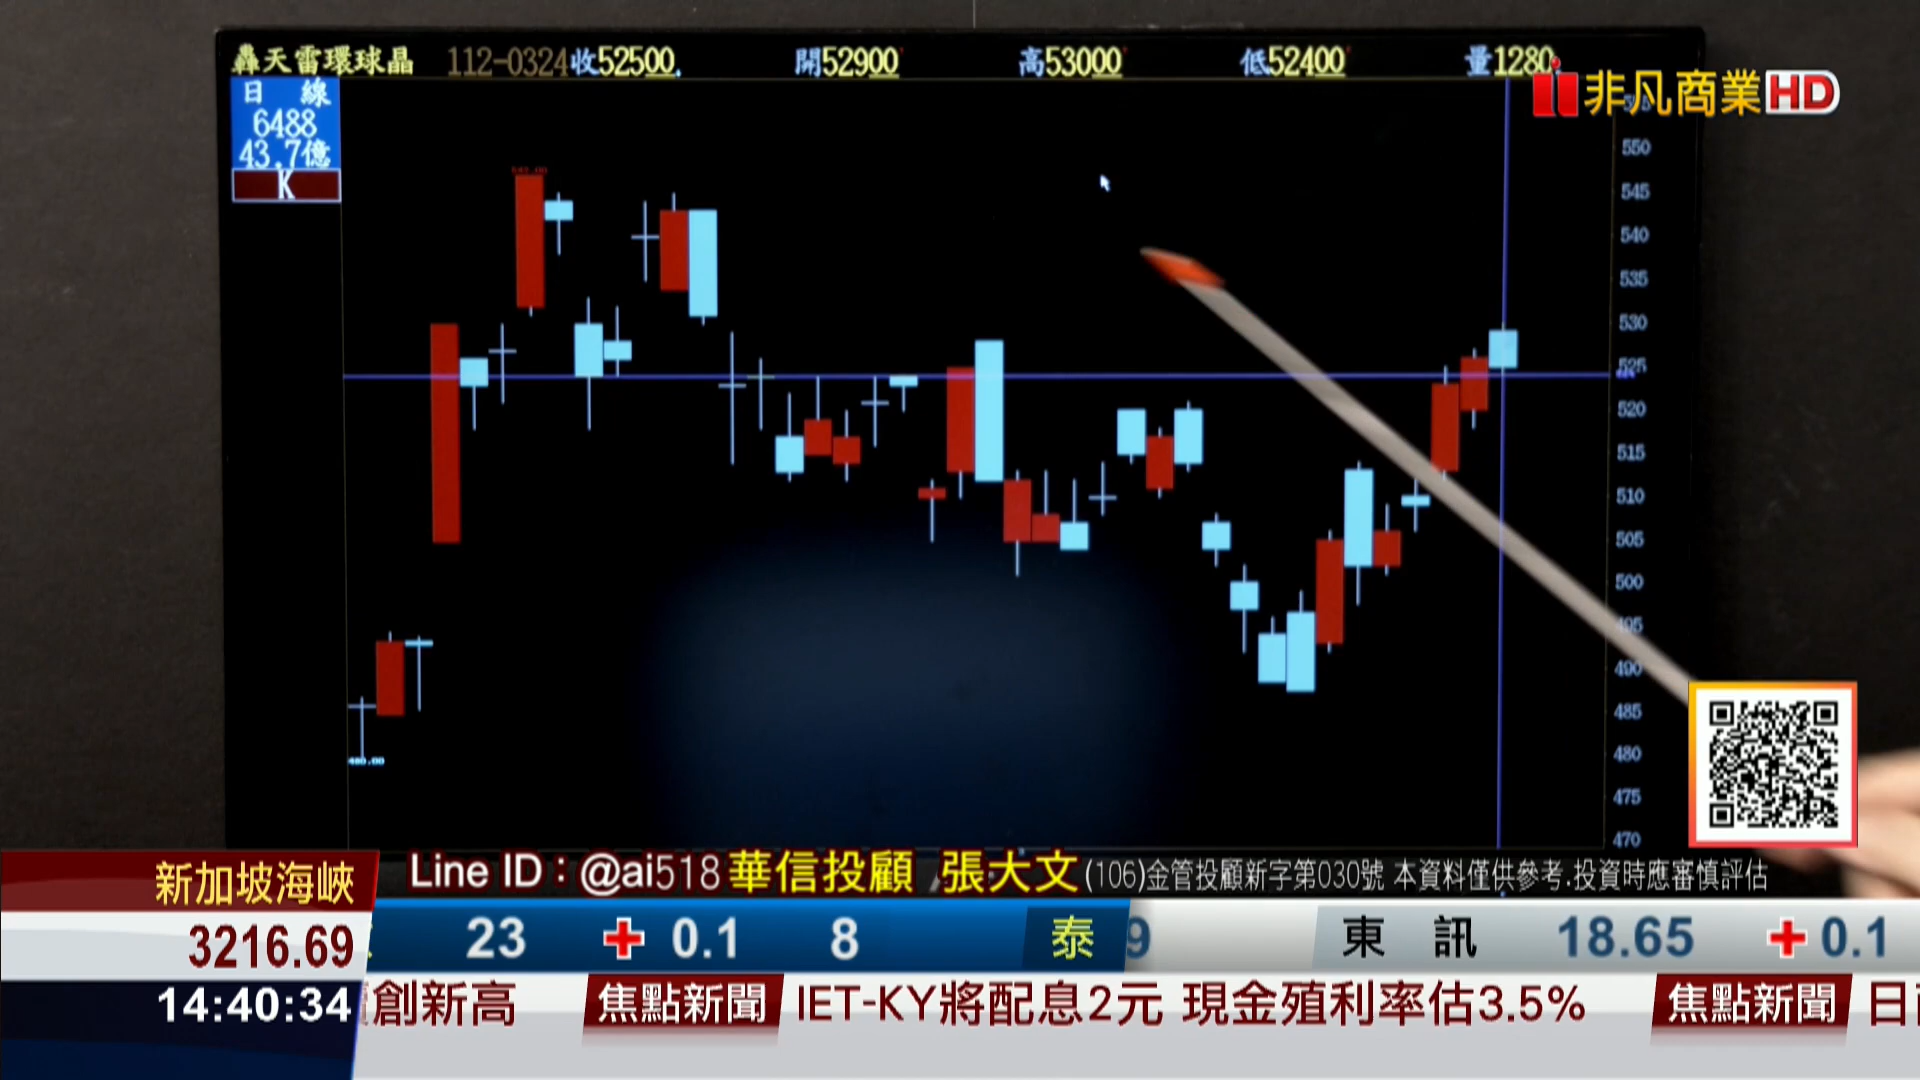 轟天雷環球晶 112-0324收52500 開52900 高53000 低52400 量1280
非凡商業HD
日 線
6488
43.7億
K
550
545
540
535
530
525
520
515
510
505
500
495
490
485
480
475
470
480.00
新加坡海峽
3216.69
14:40:34
Line ID：@ai518 華信投顧 張大文 (106)金管投顧新字第030號 本資料僅供參考.投資時應審慎評估
23 + 0.1 8 泰 9 東 訊 18.65 + 0.1
創新高 焦點新聞 IET-KY將配息2元 現金殖利率估3.5% 焦點新聞 日